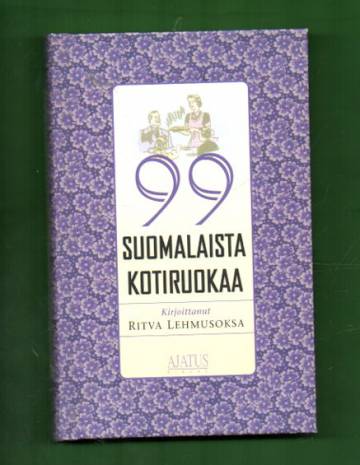 99
SUOMALAISTA
KOTIRUOKAA
Kirjoittanut
RITVA LEHMUSOKSA
AJATUS